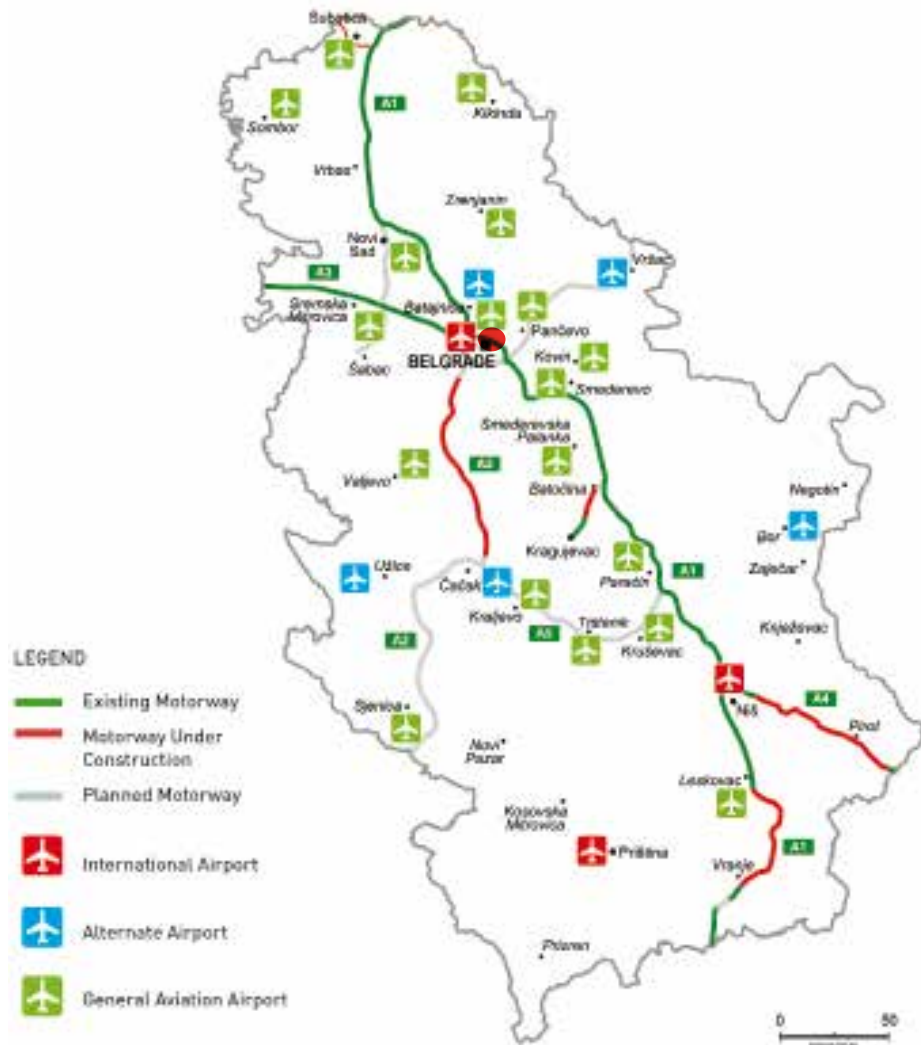 Subotica
A1
Kikinda
Sombor
Vrbas
Zrenjanin
Novi
Sad
Vršac
A3
Sremska
Mitrovica
Batajnica
Pančevo
BELGRADE
Kovin
Šabac
Smederevo
Smederevska
Palanka
Valjevo
Batočina
Negotin
Bor
Kragujevac
Zaječar
Užice
Čačak
Paraćin
A1
Kraljevo
Trstenik
Knjaževac
A2
A5
Kruševac
LEGEND
Existing Motorway
Motorway Under
Construction
Planned Motorway
International Airport
Alternate Airport
General Aviation Airport
Sjenica
Niš
A4
Pirot
Novi
Pazar
Leskovac
Kosovska
Mitrovica
Priština
Vranje
A1
Prizren
0 50